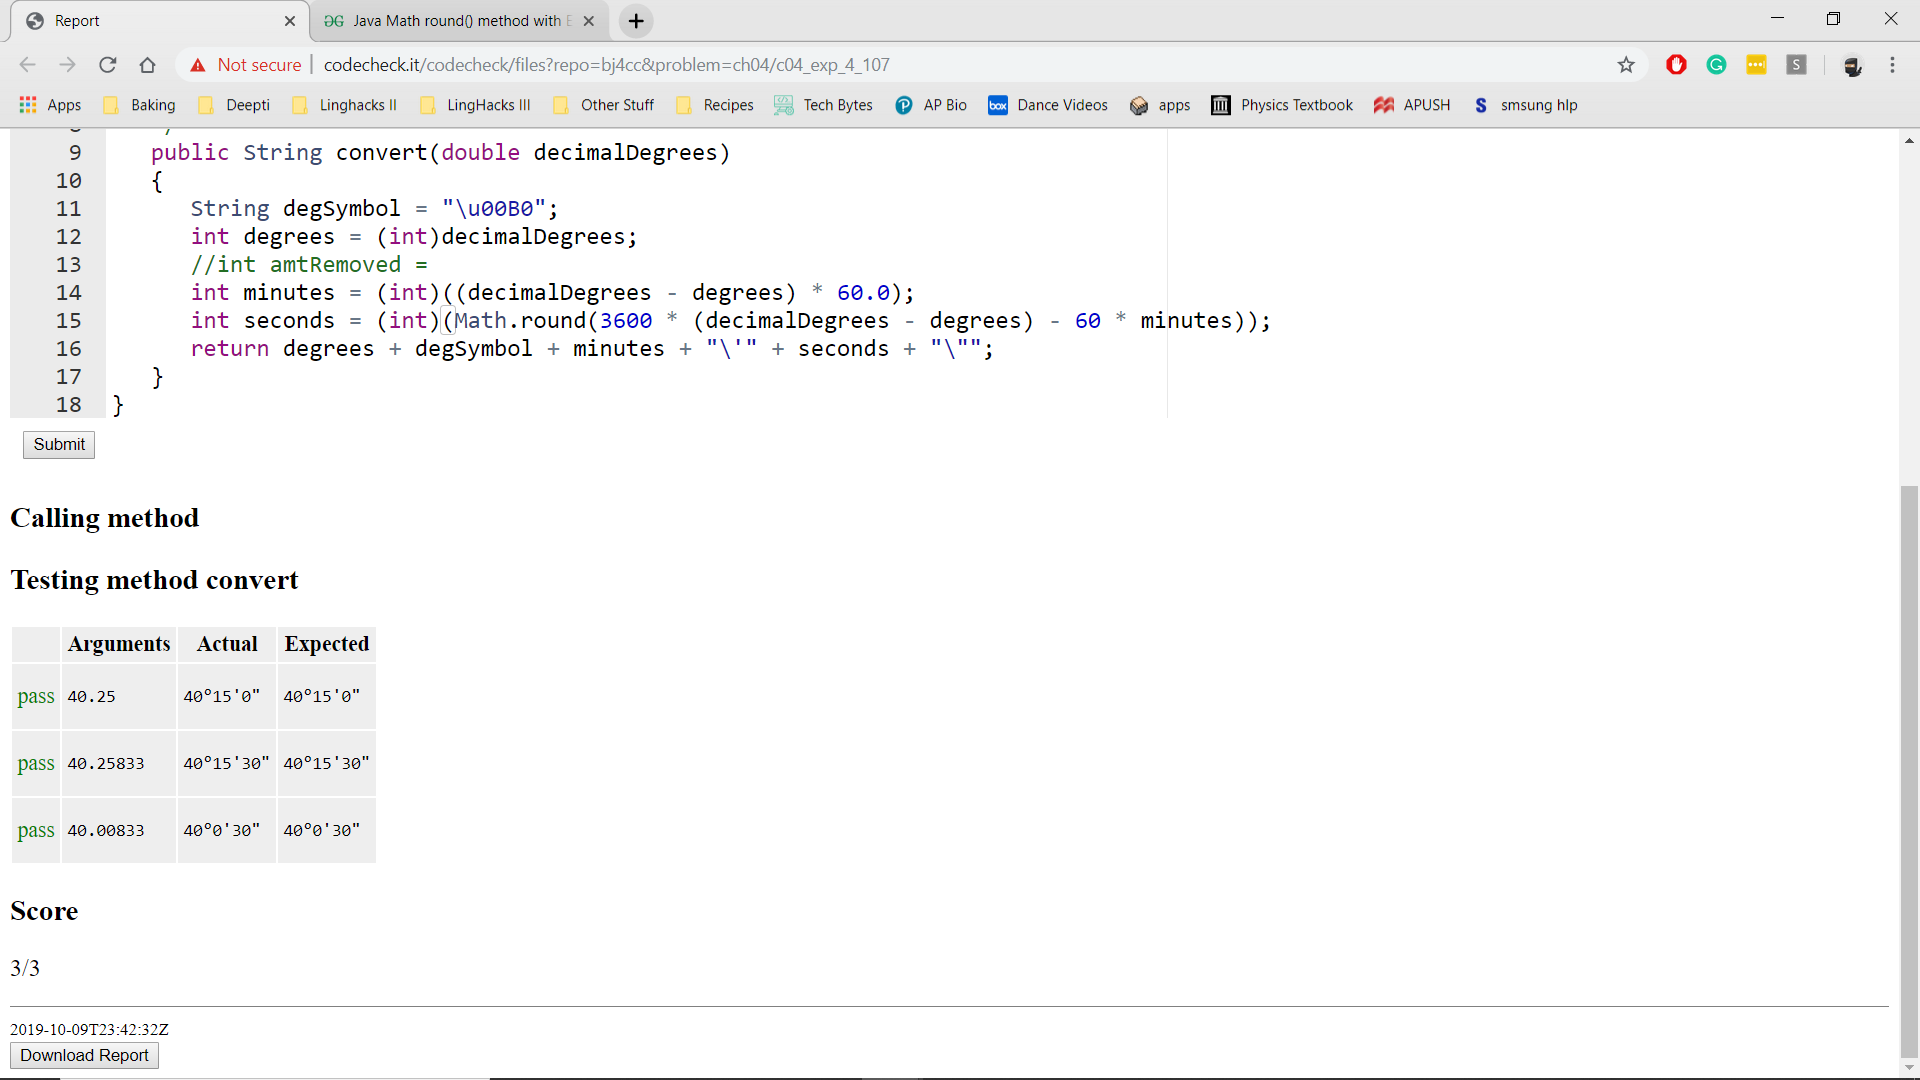 Report
Java Math round() method with E
Not secure
codecheck.it/codecheck/files?repo=bj4cc&problem=ch04/c04_exp_4_107
Apps Baking Deepti Linghacks II LingHacks III Other Stuff Recipes Tech Bytes AP Bio box Dance Videos apps Physics Textbook APUSH S smsung hlp
9 public String convert(double decimalDegrees)
10 {
11 String degSymbol = "\u00B0";
12 int degrees = (int)decimalDegrees;
13 //int amtRemoved =
14 int minutes = (int)((decimalDegrees - degrees) * 60.0);
15 int seconds = (int)(Math.round(3600 * (decimalDegrees - degrees) - 60 * minutes));
16 return degrees + degSymbol + minutes + "\'" + seconds + "\"";
17 }
18 }
Submit
Calling method
Testing method convert
Arguments Actual Expected
pass 40.25 40°15'0" 40°15'0"
pass 40.25833 40°15'30" 40°15'30"
pass 40.00833 40°0'30" 40°0'30"
Score
3/3
2019-10-09T23:42:32Z
Download Report